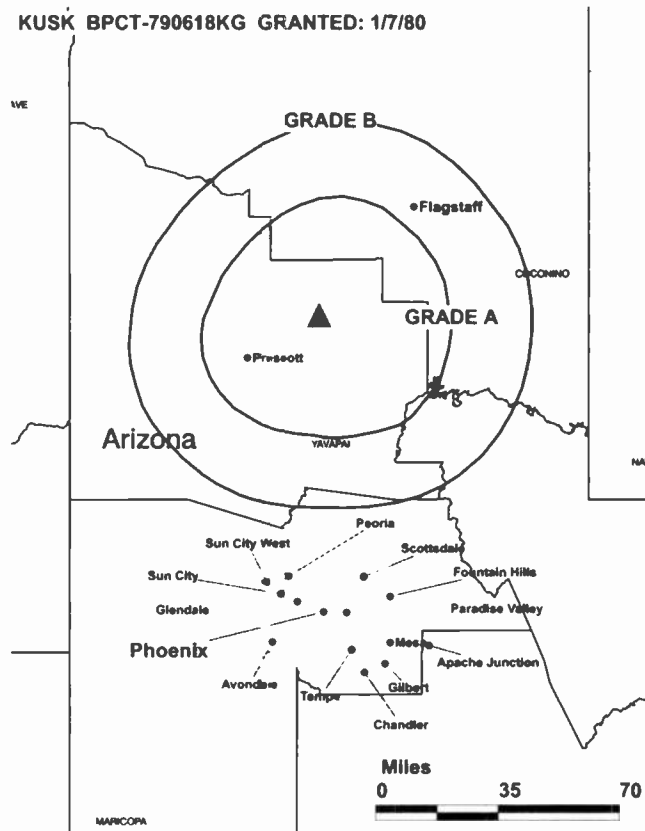 KUSK BPCT-790618KG GRANTED: 1/7/80
GRADE B
Flagstaff
COCONINO
GRADE A
Prescott
Arizona
YAVAPAI
NA
Peoria
Sun City West
Scottsdale
Sun City
Fountain Hills
Glendale
Paradise Valley
Phoenix
Mesa
Apache Junction
Avondale
Tempe
Gilbert
Chandler
Miles
0 35 70
MARICOPA